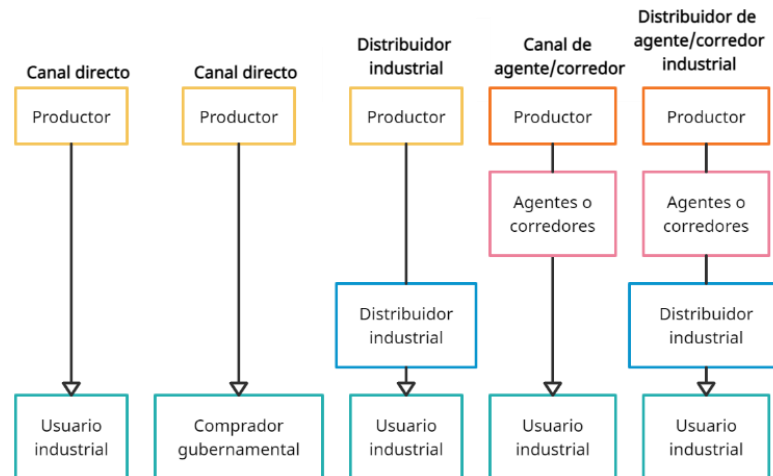 Canal directo
Productor
Usuario
industrial
Canal directo
Productor
Comprador
gubernamental
Distribuidor
industrial
Productor
Distribuidor
industrial
Usuario
industrial
Canal de
agente/corredor
Productor
Agentes o
corredores
Usuario
industrial
Distribuidor de
agente/corredor
industrial
Productor
Agentes o
corredores
Distribuidor
industrial
Usuario
industrial